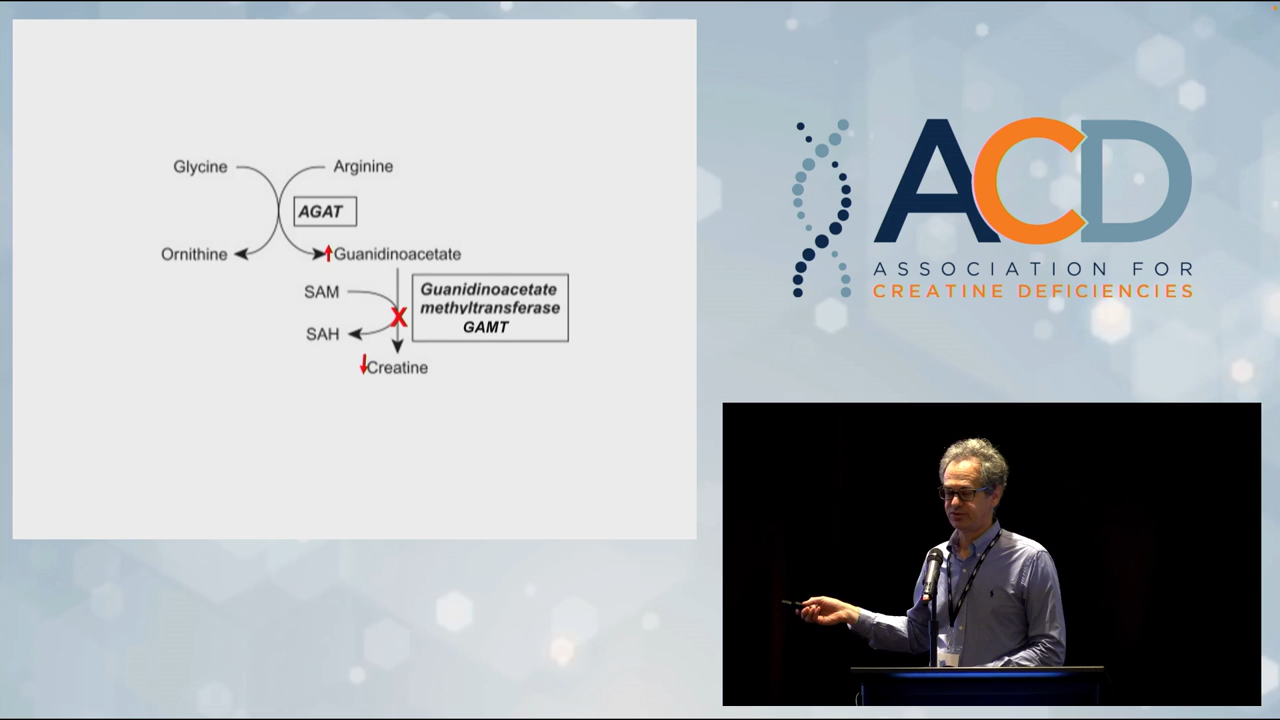 Glycine
Arginine
AGAT
Ornithine
Guanidinoacetate
SAM
Guanidinoacetate
methyltransferase
GAMT
X
SAH
Creatine
ACD
ASSOCIATION FOR
CREATINE DEFICIENCIES